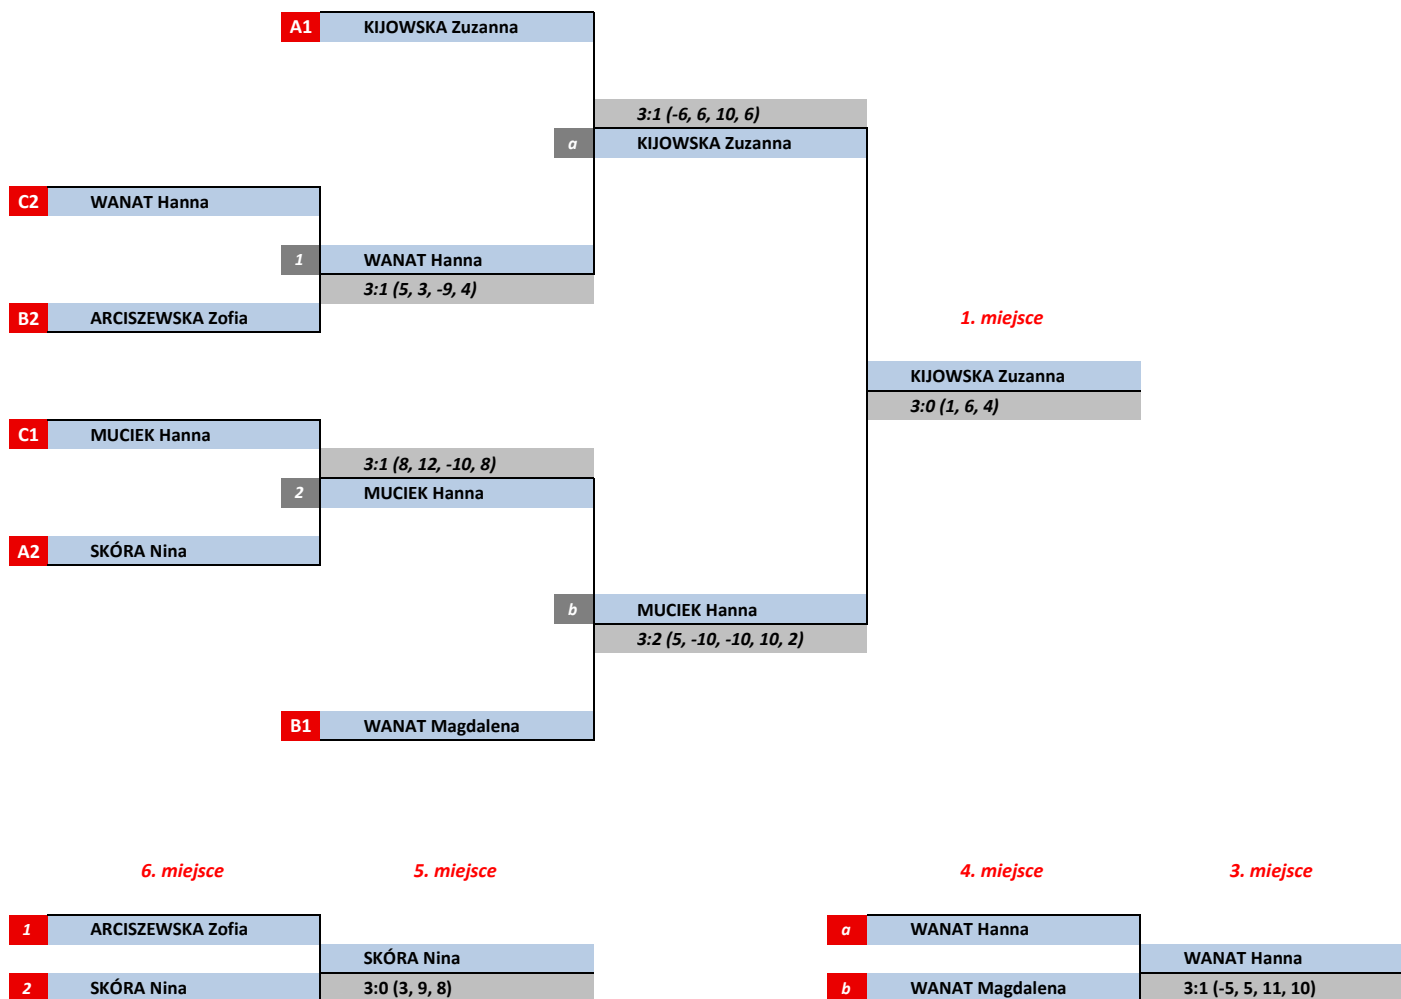 A1 KIJOWSKA Zuzanna
3:1 (-6, 6, 10, 6)
a KIJOWSKA Zuzanna
C2 WANAT Hanna
1 WANAT Hanna
3:1 (5, 3, -9, 4)
B2 ARCISZEWSKA Zofia
1. miejsce
KIJOWSKA Zuzanna
3:0 (1, 6, 4)
C1 MUCIEK Hanna
3:1 (8, 12, -10, 8)
2 MUCIEK Hanna
A2 SKÓRA Nina
b MUCIEK Hanna
3:2 (5, -10, -10, 10, 2)
B1 WANAT Magdalena
6. miejsce 5. miejsce 4. miejsce 3. miejsce
1 ARCISZEWSKA Zofia a WANAT Hanna
SKÓRA Nina WANAT Hanna
2 SKÓRA Nina 3:0 (3, 9, 8) b WANAT Magdalena 3:1 (-5, 5, 11, 10)